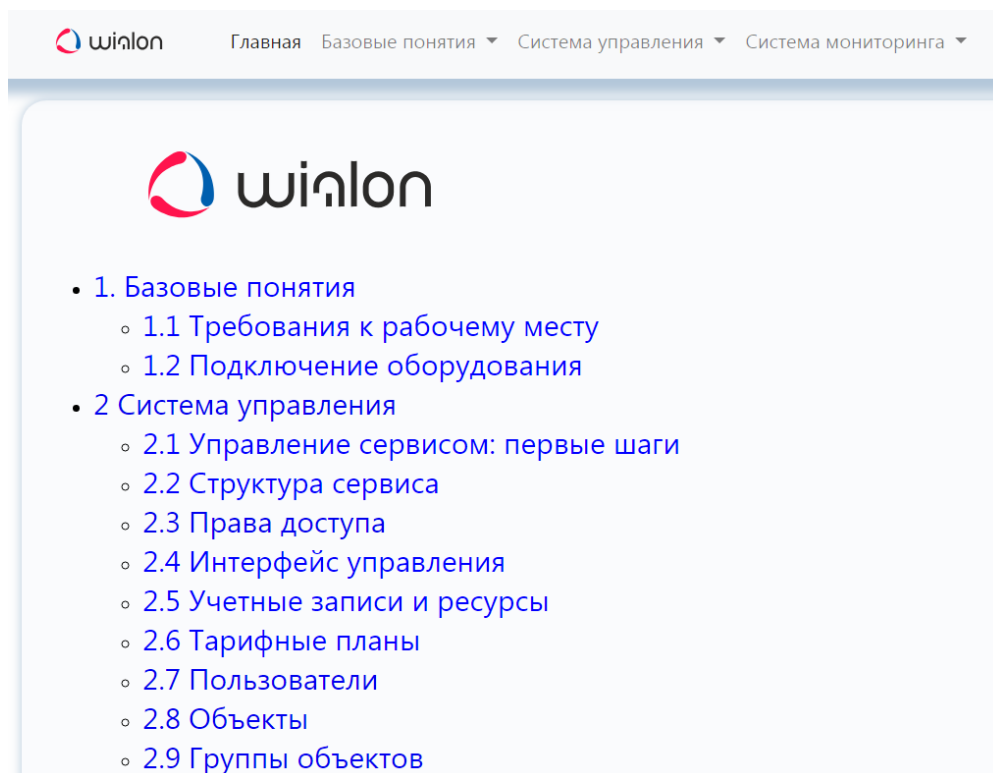 wialon Главная Базовые понятия Система управления Система мониторинга
wialon
1. Базовые понятия
1.1 Требования к рабочему месту
1.2 Подключение оборудования
2 Система управления
2.1 Управление сервисом: первые шаги
2.2 Структура сервиса
2.3 Права доступа
2.4 Интерфейс управления
2.5 Учетные записи и ресурсы
2.6 Тарифные планы
2.7 Пользователи
2.8 Объекты
2.9 Группы объектов